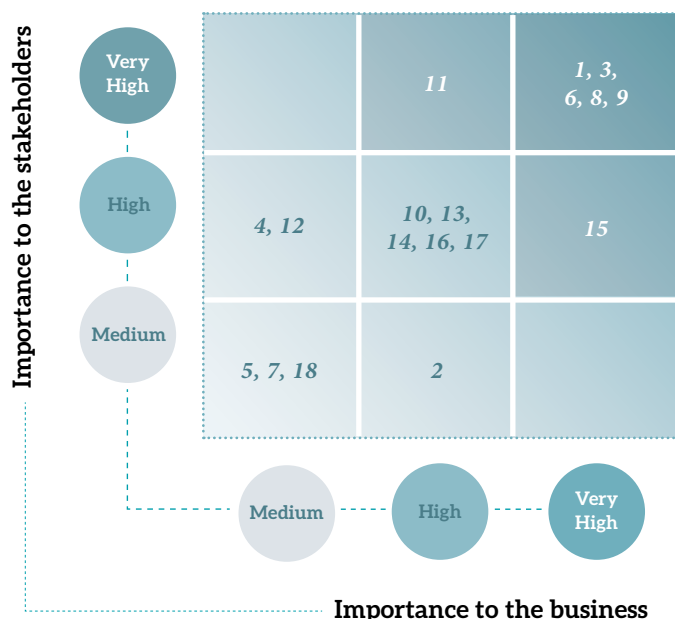 Importance to the stakeholders
Very
High
11
1, 3,
6, 8, 9
High
4, 12
10, 13,
14, 16, 17
15
Medium
5, 7, 18
2
Medium
High
Very
High
Importance to the business